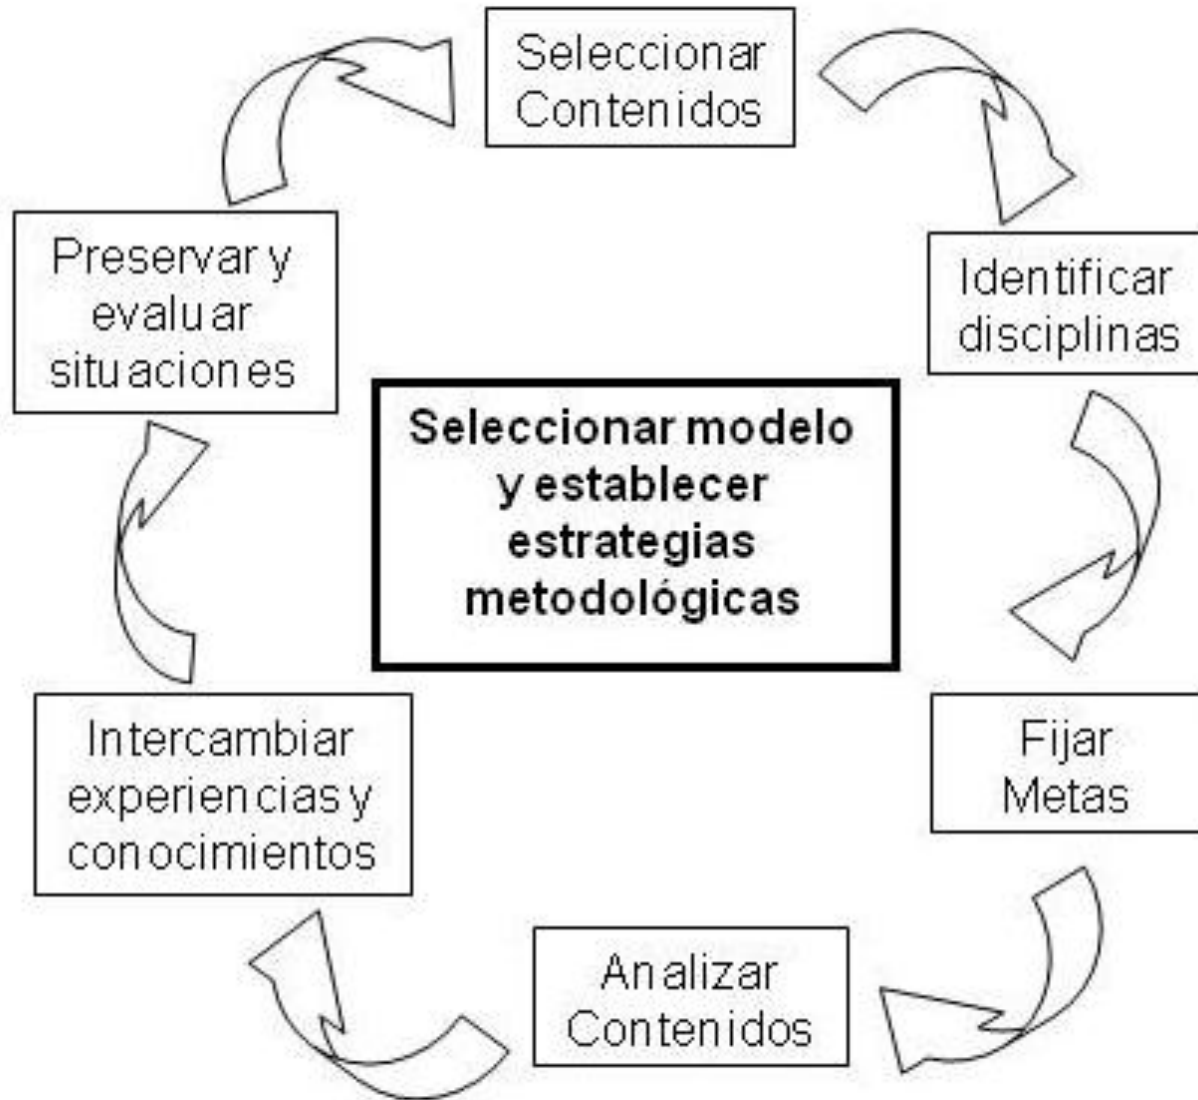 Seleccionar
Contenidos
Identificar
disciplinas
Fijar
Metas
Analizar
Contenidos
Intercambiar
experiencias y
conocimientos
Preservar y
evaluar
situaciones
Seleccionar modelo
y establecer
estrategias
metodológicas